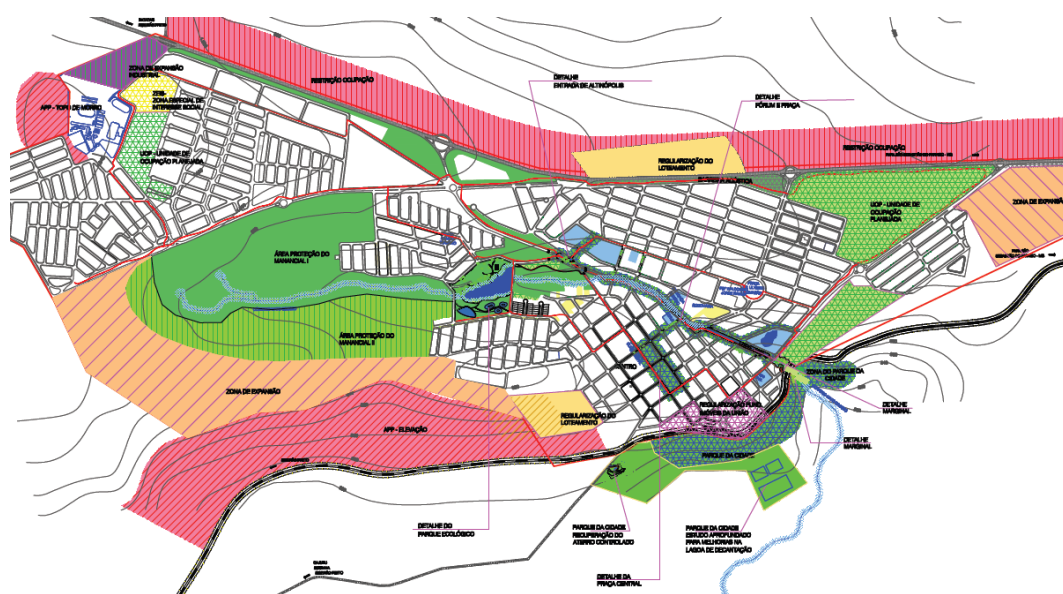 ZONA DE EXPANSÃO
INDUSTRIAL
ZEIS-
ZONA ESPECIAL DE
INTERESSE SOCIAL
APP - TOPO DE MORRO
UOP - UNIDADE DE
OCUPAÇÃO PLANEJADA
RESTRIÇÃO OCUPAÇÃO
DETALHE
ENTRADA DE ALTINÓPOLIS
DETALHE
FÓRUM E PRAÇA
RESTRIÇÃO OCUPAÇÃO
REGULARIZAÇÃO DO
LOTEAMENTO
UOP - UNIDADE DE
OCUPAÇÃO
PLANEJADA
ZONA DE EXPANSÃO
ÁREA PROTEÇÃO DO
MANANCIAL I
ÁREA PROTEÇÃO DO
MANANCIAL II
ZONA DE EXPANSÃO
CENTRO
ZONA DO PARQUE DA
CIDADE
DETALHE
MARGINAL
REGULARIZAÇÃO FUND.
IMÓVEIS DA UNIÃO
REGULARIZAÇÃO DO
LOTEAMENTO
APP - ELEVAÇÃO
DETALHE
MARGINAL
PARQUE DA CIDADE
DETALHE DO
PARQUE ECOLÓGICO
PARQUE DA CIDADE
RECUPERAÇÃO DO
ATERRO CONTROLADO
PARQUE DA CIDADE
ESTUDO APROFUNDADO
PARA MELHORIAS NA
LAGOA DE DECANTAÇÃO
DETALHE DA
PRAÇA CENTRAL